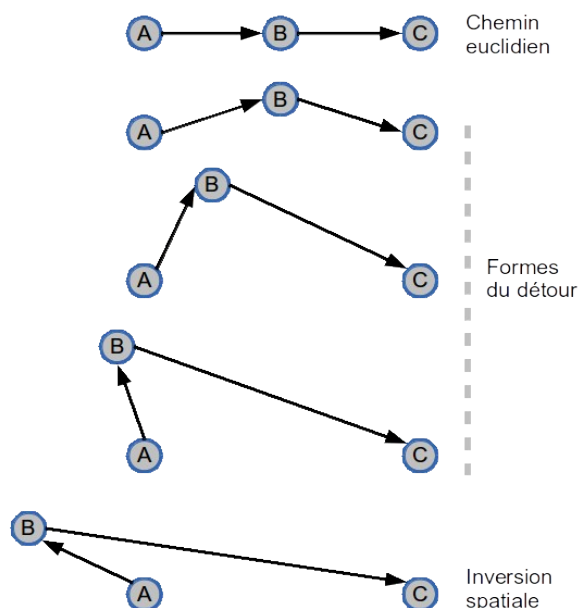 A B C
Chemin
euclidien
B
A C
B
Formes
du détour
A C
B
A C
B
A C
Inversion
spatiale